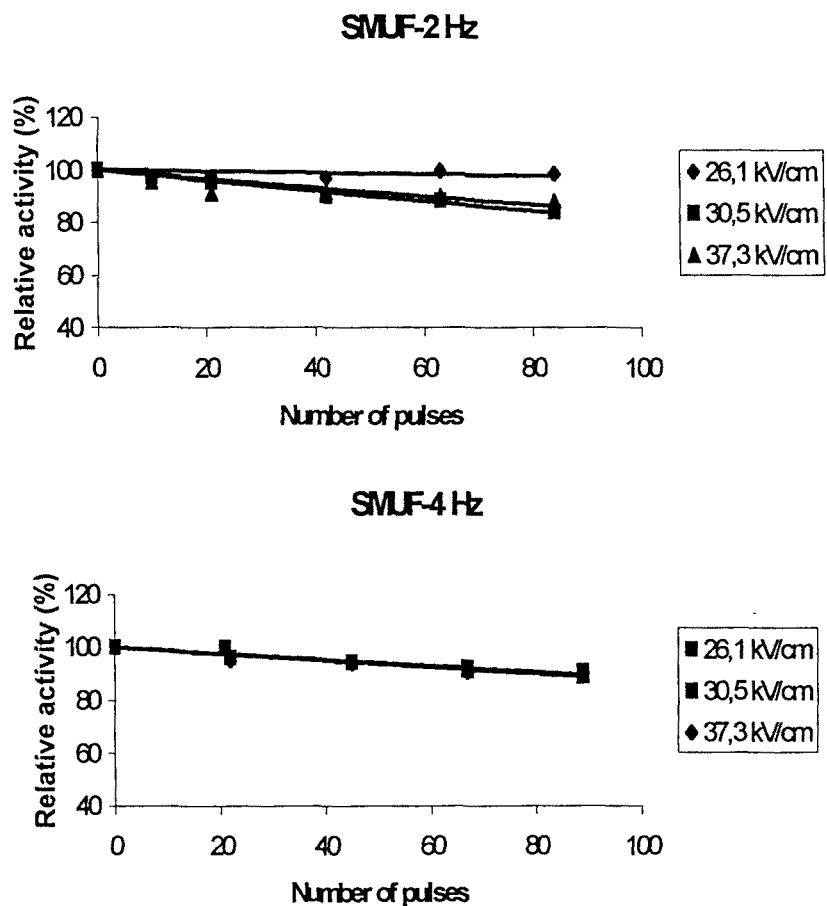 SMUF-2 Hz
Relative activity (%)
120
100
80
60
40
0
20
40
60
80
100
Number of pulses
26,1 kV/cm
30,5 kV/cm
37,3 kV/cm
SMUF-4 Hz
Relative activity (%)
120
100
80
60
40
0
20
40
60
80
100
Number of pulses
26,1 kV/cm
30,5 kV/cm
37,3 kV/cm